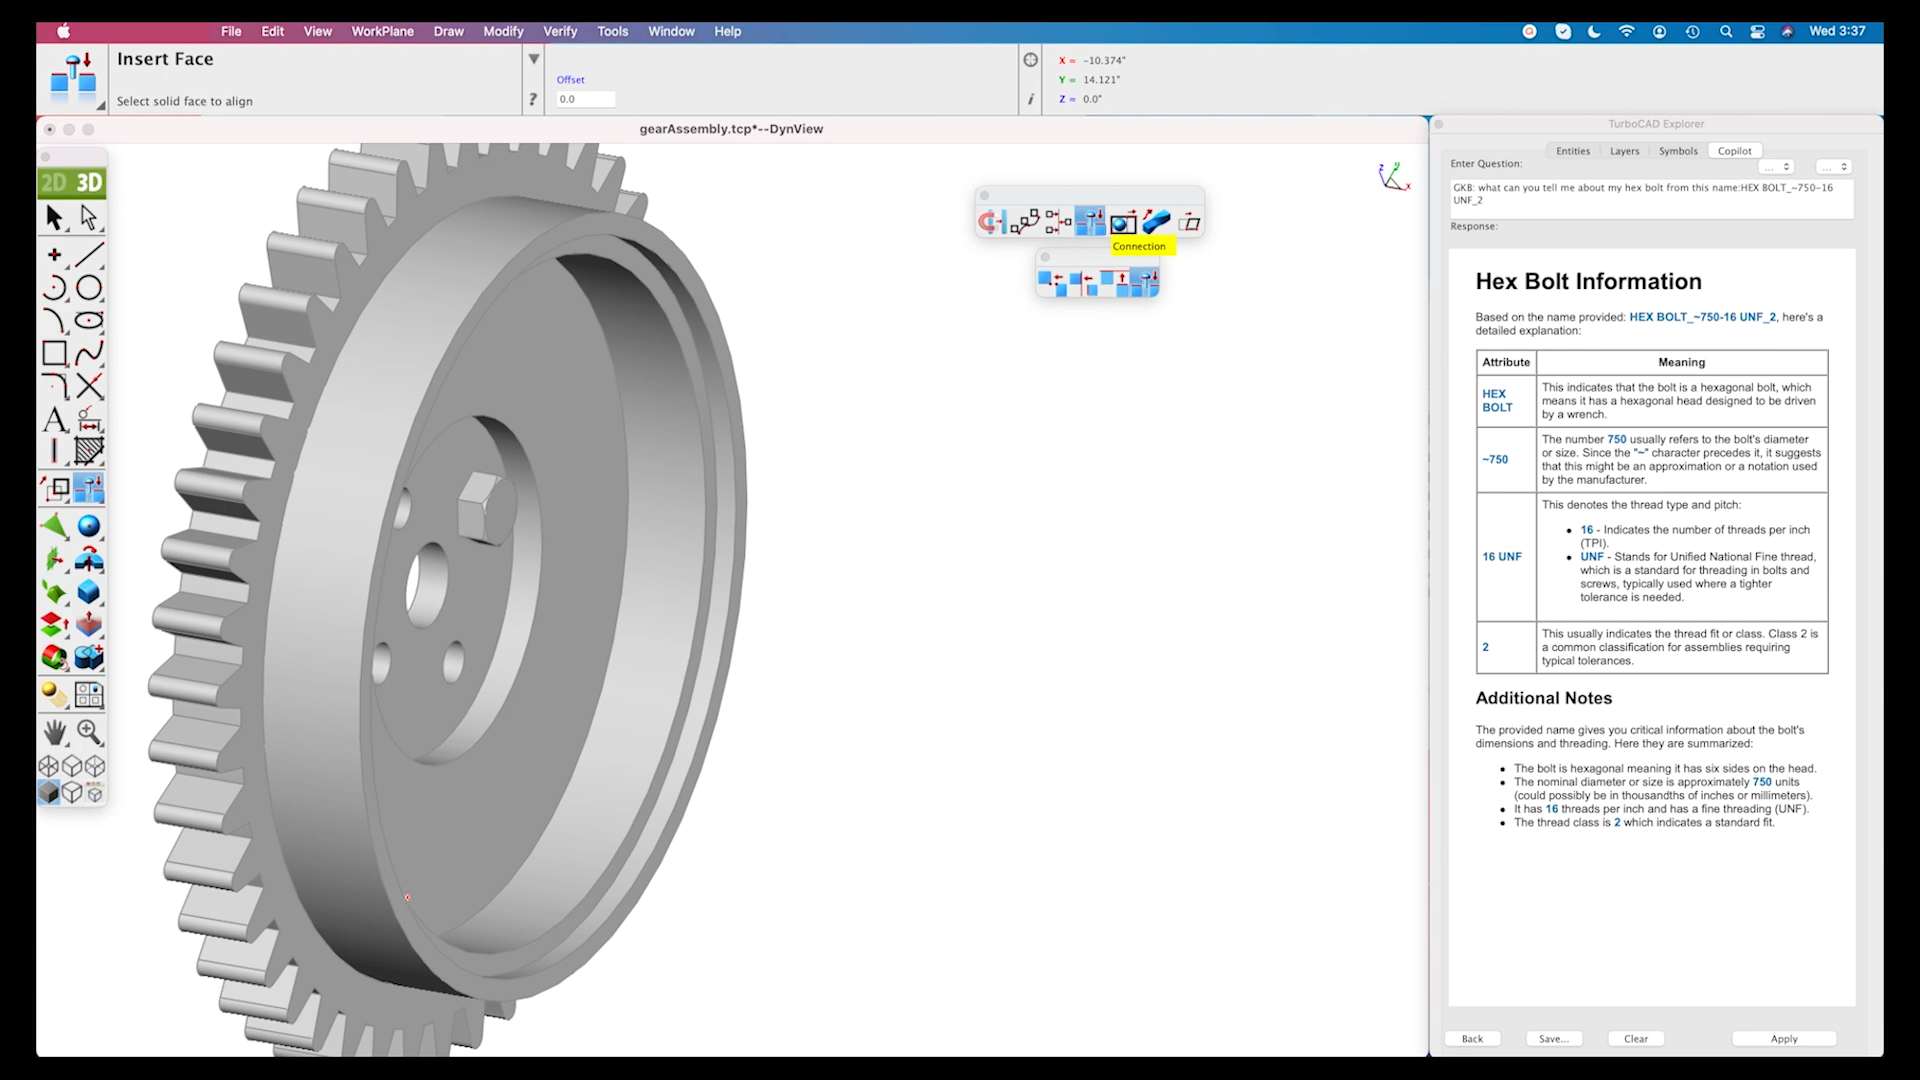 File Edit View WorkPlane Draw Modify Verify Tools Window Help Wed 3:37
Insert Face
Select solid face to align
?
Offset
0.0
i
X = -10.374"
Y = 14.121"
Z = 0.0"
gearAssembly.tcp*--DynView
2D 3D
A
z y x
Connection
TurboCAD Explorer
Entities Layers Symbols Copilot
Enter Question:
... ...
GKB: what can you tell me about my hex bolt from this name:HEX BOLT_~750-16
UNF_2
Response:
Hex Bolt Information
Based on the name provided: HEX BOLT_~750-16 UNF_2, here's a
detailed explanation:
Attribute Meaning
HEX
BOLT
This indicates that the bolt is a hexagonal bolt, which
means it has a hexagonal head designed to be driven
by a wrench.
~750
The number 750 usually refers to the bolt's diameter
or size. Since the "~" character precedes it, it suggests
that this might be an approximation or a notation used
by the manufacturer.
16 UNF
This denotes the thread type and pitch:
• 16 - Indicates the number of threads per inch
(TPI).
• UNF - Stands for Unified National Fine thread,
which is a standard for threading in bolts and
screws, typically used where a tighter
tolerance is needed.
2
This usually indicates the thread fit or class. Class 2 is
a common classification for assemblies requiring
typical tolerances.
Additional Notes
The provided name gives you critical information about the bolt's
dimensions and threading. Here they are summarized:
• The bolt is hexagonal meaning it has six sides on the head.
• The nominal diameter or size is approximately 750 units
(could possibly be in thousandths of inches or millimeters).
• It has 16 threads per inch and has a fine threading (UNF).
• The thread class is 2 which indicates a standard fit.
Back Save... Clear Apply